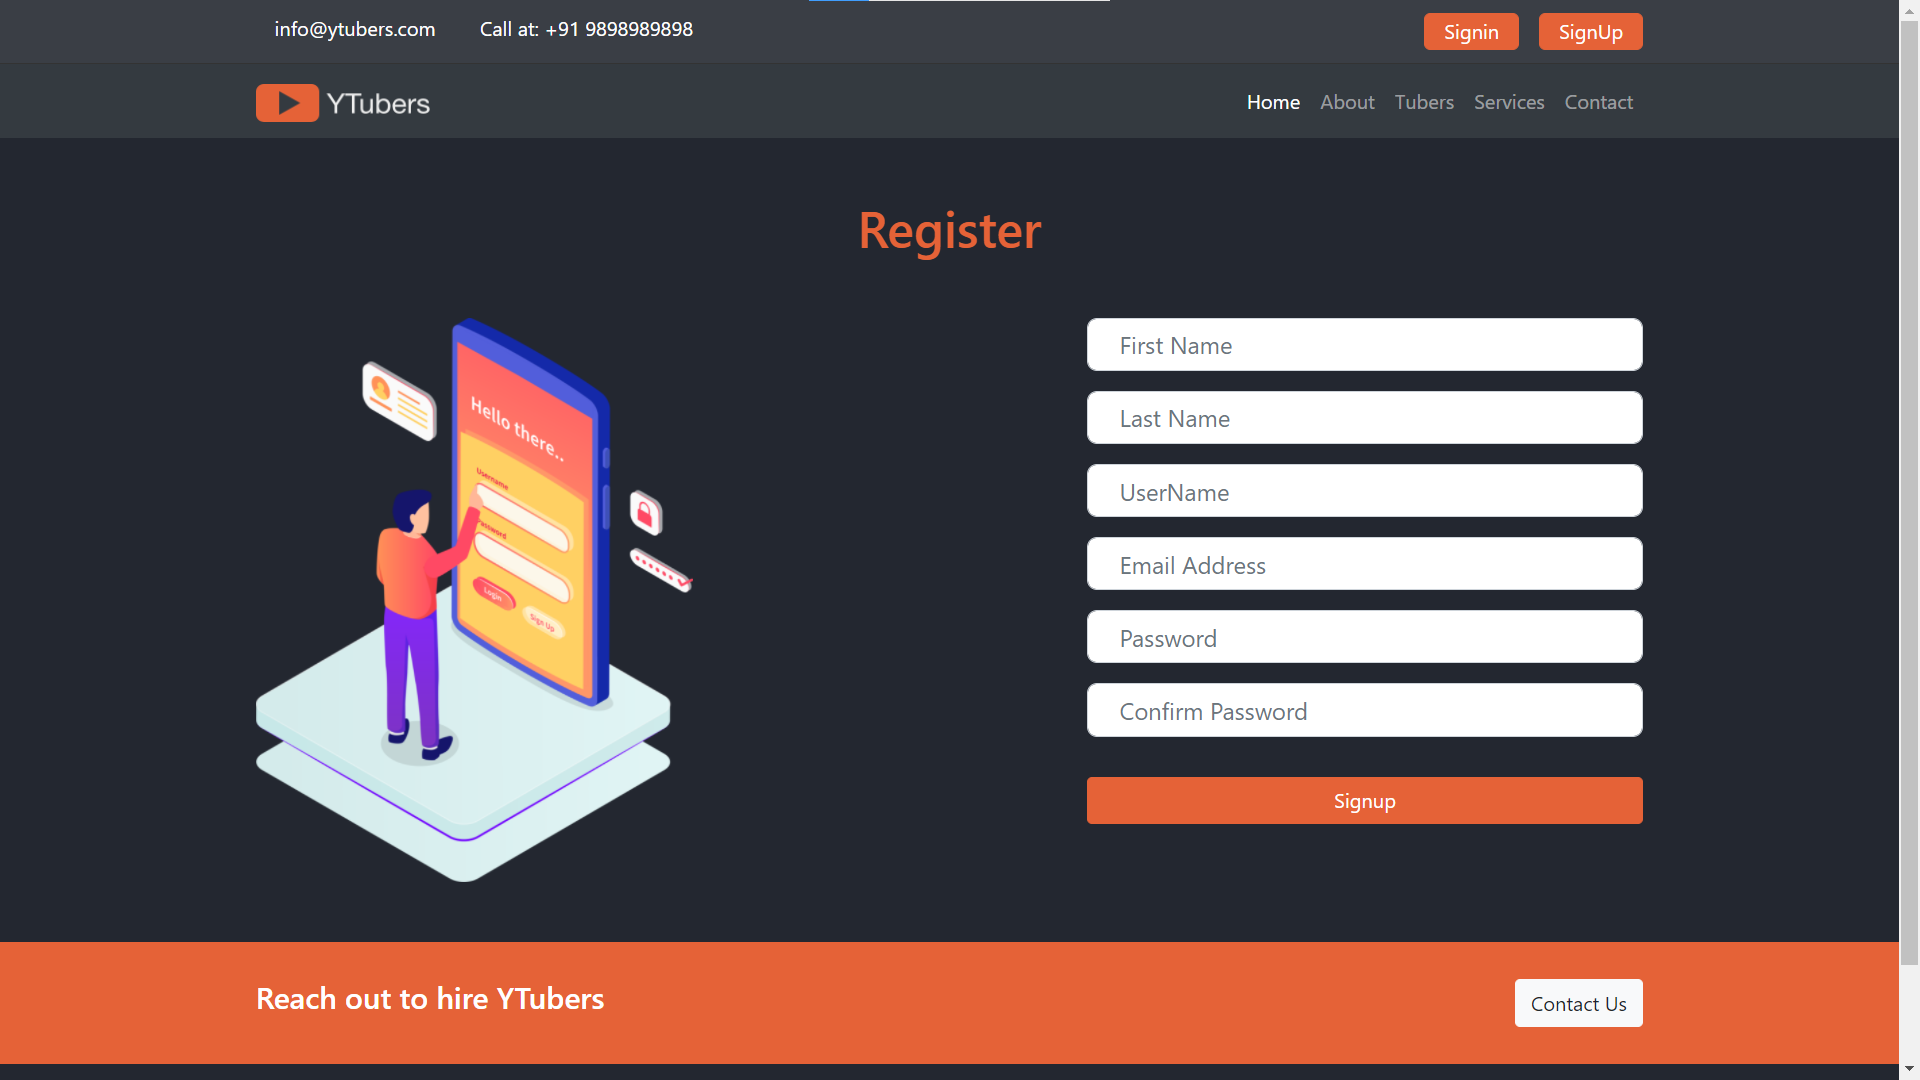 info@ytubers.com Call at: +91 9898989898 Signin SignUp
YTubers Home About Tubers Services Contact
Register
Hello there..
Username
Password
Login
Sign Up
First Name
Last Name
UserName
Email Address
Password
Confirm Password
Signup
Reach out to hire YTubers Contact Us